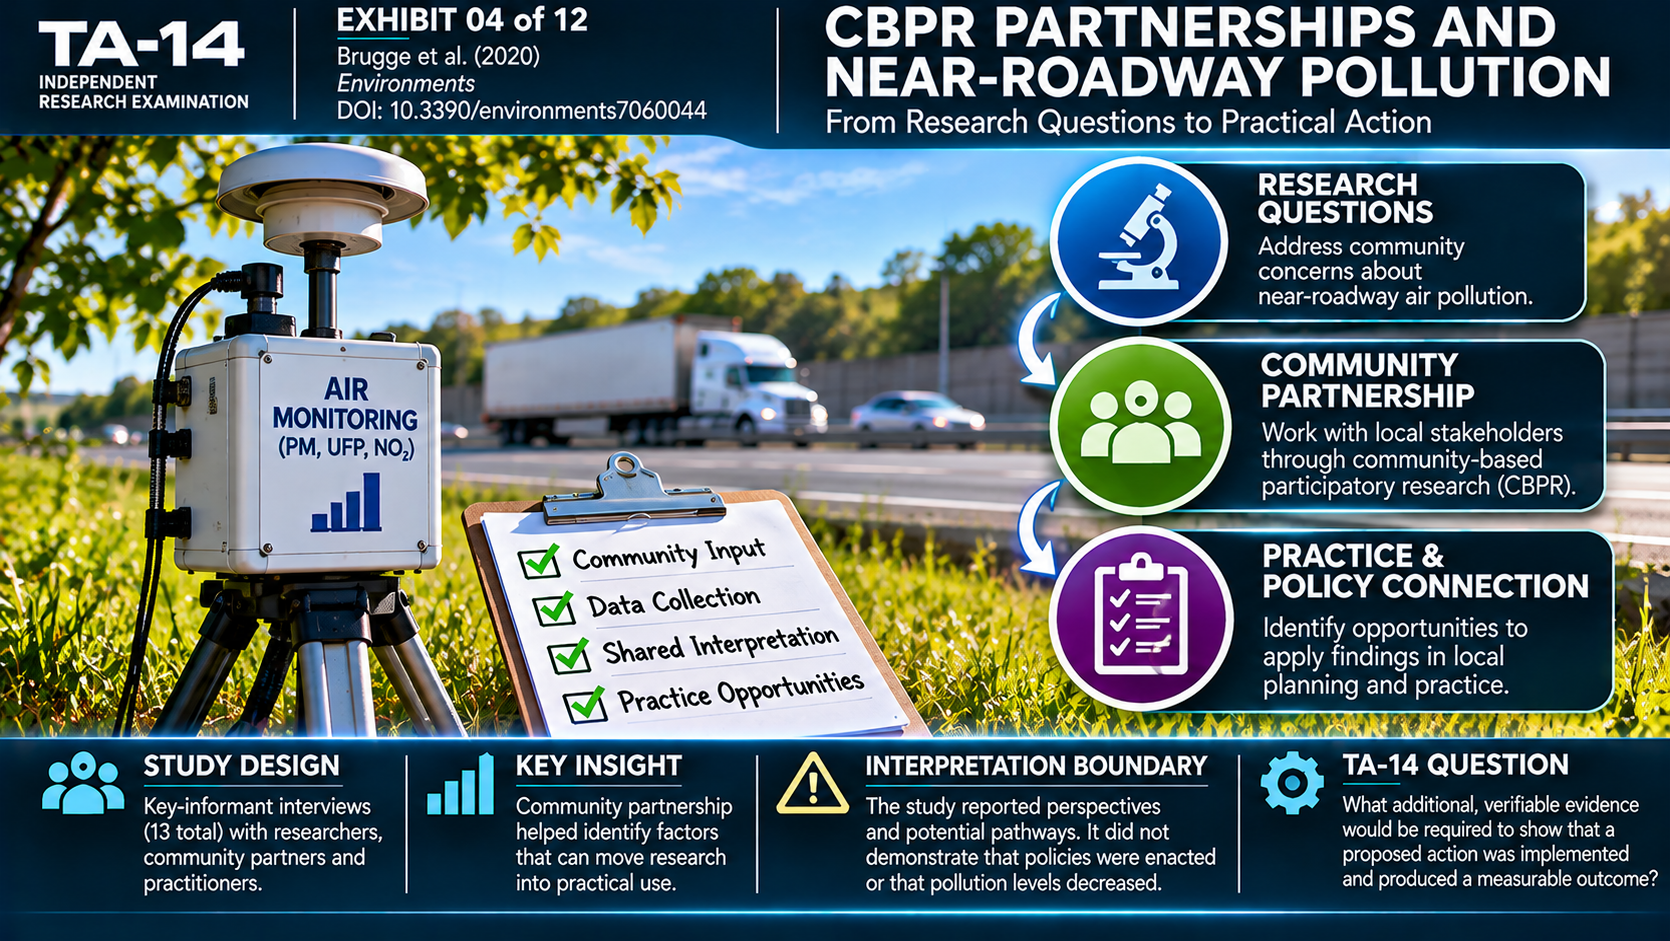 TA-14
INDEPENDENT
RESEARCH EXAMINATION
EXHIBIT 04 of 12
Brugge et al. (2020)
Environments
DOI: 10.3390/environments7060044
CBPR PARTNERSHIPS AND
NEAR-ROADWAY POLLUTION
From Research Questions to Practical Action
AIR
MONITORING
(PM, UFP, NO₂)
Community Input
Data Collection
Shared Interpretation
Practice Opportunities
RESEARCH
QUESTIONS
Address community
concerns about
near-roadway air pollution.
COMMUNITY
PARTNERSHIP
Work with local stakeholders
through community-based
participatory research (CBPR).
PRACTICE &
POLICY CONNECTION
Identify opportunities to
apply findings in local
planning and practice.
STUDY DESIGN
Key-informant interviews
(13 total) with researchers,
community partners and
practitioners.
KEY INSIGHT
Community partnership
helped identify factors
that can move research
into practical use.
INTERPRETATION BOUNDARY
The study reported perspectives
and potential pathways. It did not
demonstrate that policies were enacted
or that pollution levels decreased.
TA-14 QUESTION
What additional, verifiable evidence
would be required to show that a
proposed action was implemented
and produced a measurable outcome?